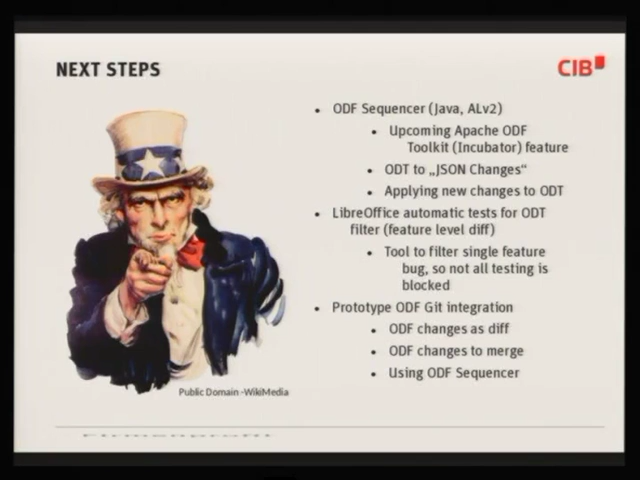 NEXT STEPS
CIB
• ODF Sequencer (Java, ALv2)
• Upcoming Apache ODF
Toolkit (Incubator) feature
• ODT to „JSON Changes“
• Applying new changes to ODT
• LibreOffice automatic tests for ODT
filter (feature level diff)
• Tool to filter single feature
bug, so not all testing is
blocked
• Prototype ODF Git integration
• ODF changes as diff
• ODF changes to merge
• Using ODF Sequencer
Public Domain -WikiMedia